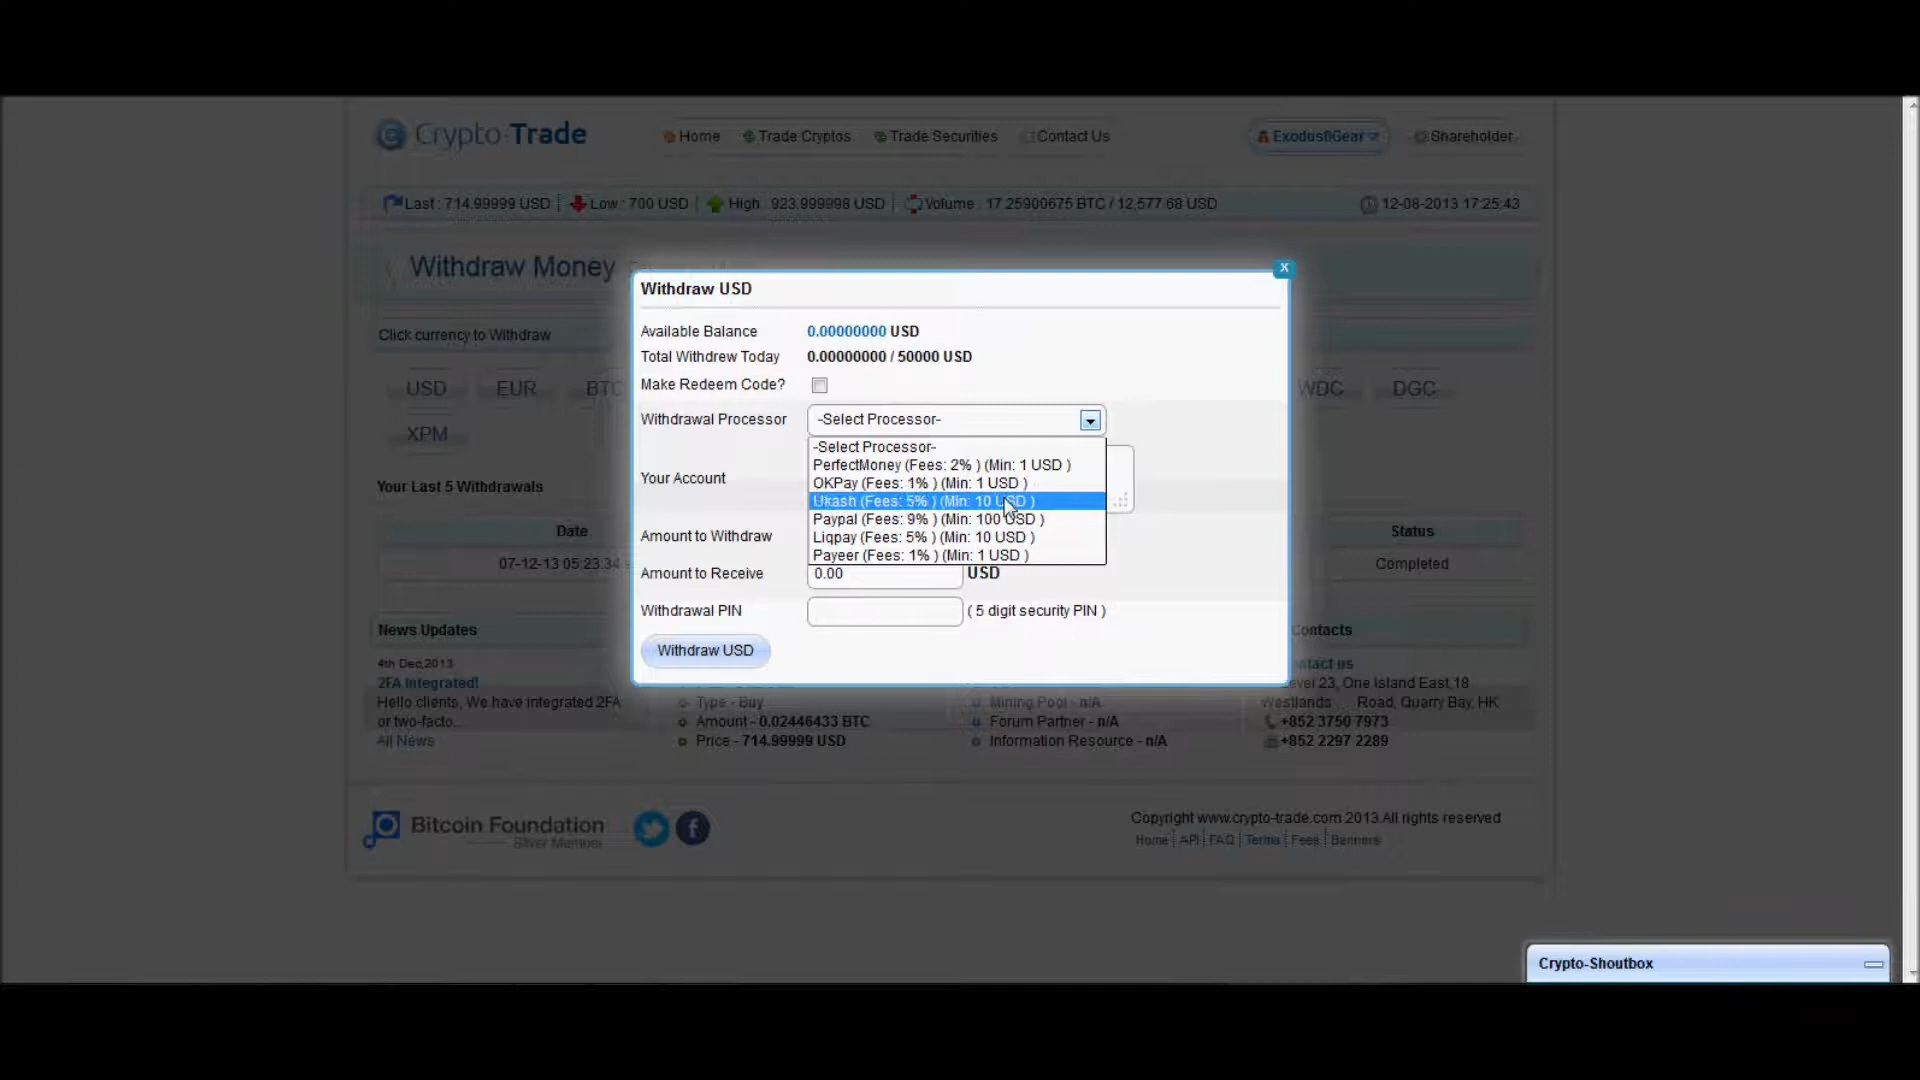 Crypto-Trade
Home
Trade Cryptos
Trade Securities
Contact Us
Exodus0Gear
Shareholder
Last : 714.99999 USD
Low : 700 USD
High : 923.999998 USD
Volume : 17.25900675 BTC / 12,577.68 USD
12-08-2013 17:25:43
Withdraw Money
Click currency to Withdraw
USD
EUR
BTC
WDC
DGC
XPM
Your Last 5 Withdrawals
Date
Status
07-12-13 05:23:34
Completed
x
Withdraw USD
Available Balance
0.00000000 USD
Total Withdrew Today
0.00000000 / 50000 USD
Make Redeem Code?
Withdrawal Processor
-Select Processor-
-Select Processor-
PerfectMoney (Fees: 2% ) (Min: 1 USD )
OKPay (Fees: 1% ) (Min: 1 USD )
Ukash (Fees: 5% ) (Min: 10 USD )
Paypal (Fees: 9% ) (Min: 100 USD )
Liqpay (Fees: 5% ) (Min: 10 USD )
Payeer (Fees: 1% ) (Min: 1 USD )
Your Account
Amount to Withdraw
Amount to Receive
0.00
USD
Withdrawal PIN
( 5 digit security PIN )
Withdraw USD
News Updates
4th Dec,2013
2FA Integrated!
Hello clients, We have integrated 2FA
or two-facto...
All News
Type - Buy
Amount - 0.02446433 BTC
Price - 714.99999 USD
Mining Pool - n/A
Forum Partner - n/A
Information Resource - n/A
Contacts
Contact us
Level 23, One Island East,18
Westlands Road, Quarry Bay, HK
+852 3750 7973
+852 2297 2289
Bitcoin Foundation
Silver Member
Copyright www.crypto-trade.com 2013.All rights reserved
Home
API
FAQ
Terms
Fees
Banners
Crypto-Shoutbox